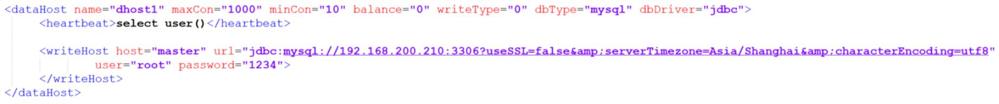 <dataHost name="dhost1" maxCon="1000" minCon="10" balance="0" writeType="0" dbType="mysql" dbDriver="jdbc">
<heartbeat>select user()</heartbeat>
<writeHost host="master" url="jdbc:mysql://192.168.200.210:3306?useSSL=false&amp;serverTimezone=Asia/Shanghai&amp;characterEncoding=utf8"
user="root" password="1234">
</writeHost>
</dataHost>